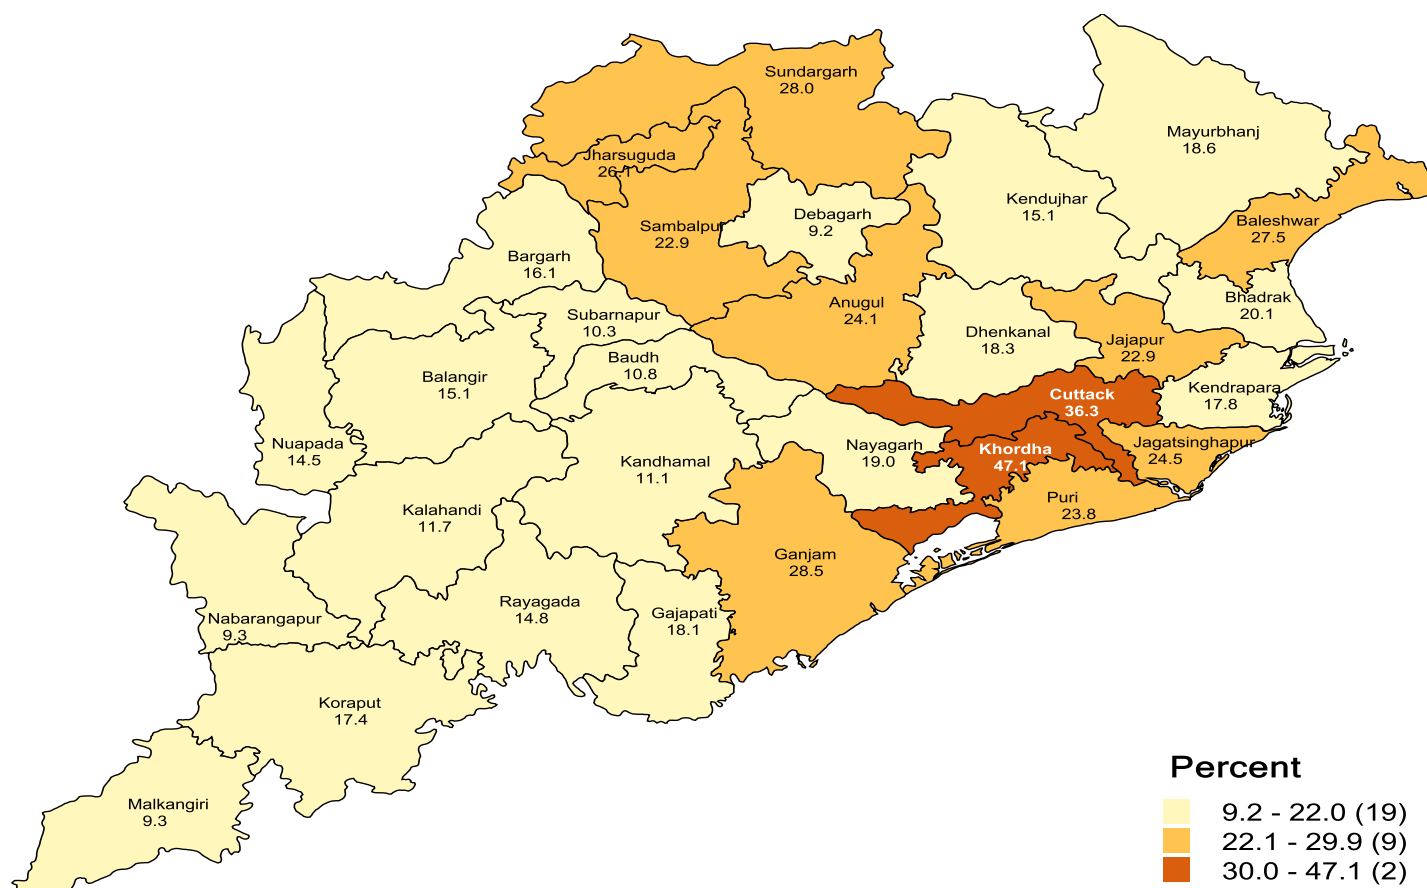 Sundargarh
28.0
Mayurbhanj
18.6
Jharsuguda
26.1
Kendujhar
15.1
Debagarh
9.2
Baleshwar
27.5
Sambalpur
22.9
Bargarh
16.1
Bhadrak
20.1
Anugul
24.1
Subarnapur
10.3
Dhenkanal
18.3
Jajapur
22.9
Baudh
10.8
Balangir
15.1
Kendrapara
17.8
Cuttack
36.3
Nuapada
14.5
Nayagarh
19.0
Khordha
47.1
Jagatsinghapur
24.5
Kandhamal
11.1
Puri
23.8
Kalahandi
11.7
Ganjam
28.5
Rayagada
14.8
Gajapati
18.1
Nabarangapur
9.3
Koraput
17.4
Malkangiri
9.3
Percent
9.2 - 22.0 (19)
22.1 - 29.9 (9)
30.0 - 47.1 (2)